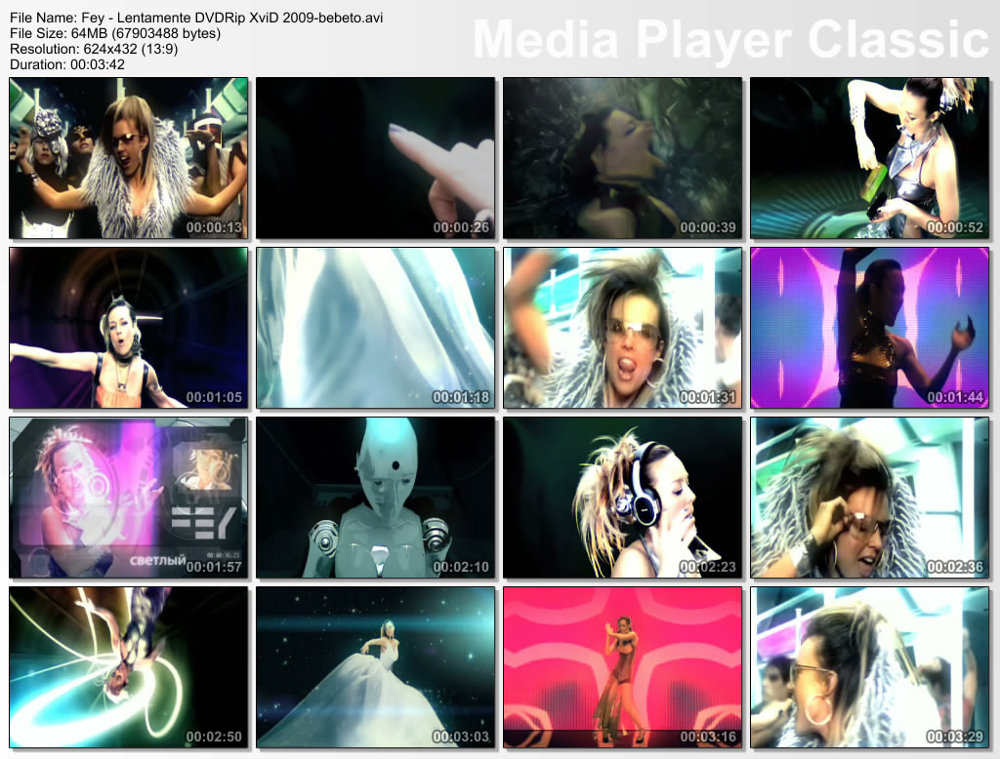 File Name: Fey - Lentamente DVDRip XviD 2009-bebeto.avi
File Size: 64MB (67903488 bytes)
Resolution: 624x432 (13:9)
Duration: 00:03:42
Media Player Classic
00:00:13
00:00:26
00:00:39
00:00:52
00:01:05
00:01:18
00:01:31
00:01:44
FEY
светлый
00:01:57
00:02:10
00:02:23
00:02:36
00:02:50
00:03:03
00:03:16
00:03:29